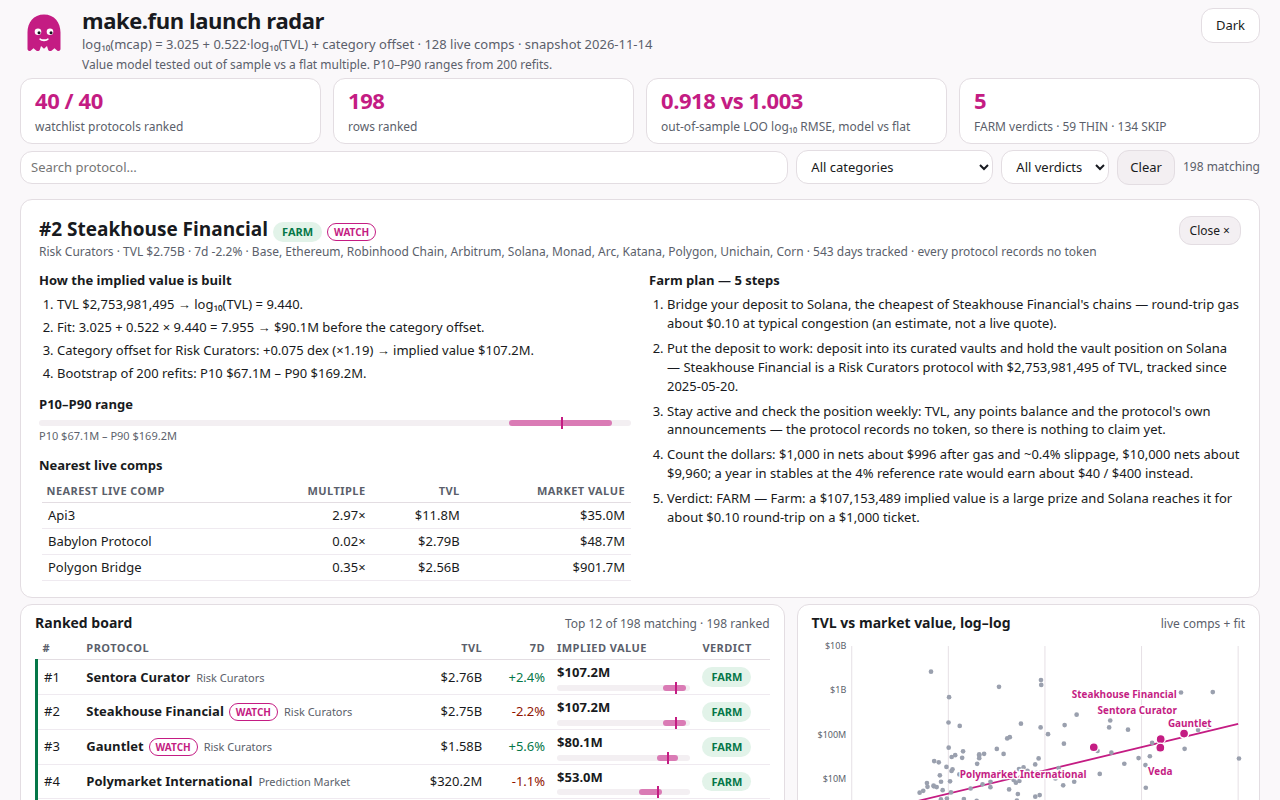 make.fun launch radar
log₁₀(mcap) = 3.025 + 0.522·log₁₀(TVL) + category offset · 128 live comps · snapshot 2026-11-14
Value model tested out of sample vs a flat multiple. P10–P90 ranges from 200 refits.
Dark
40 / 40
watchlist protocols ranked
198
rows ranked
0.918 vs 1.003
out-of-sample LOO log₁₀ RMSE, model vs flat
5
FARM verdicts · 59 THIN · 134 SKIP
Search protocol...
All categories
All verdicts
Clear
198 matching
#2 Steakhouse Financial FARM WATCH
Close ×
Risk Curators · TVL $2.75B · 7d -2.2% · Base, Ethereum, Robinhood Chain, Arbitrum, Solana, Monad, Arc, Katana, Polygon, Unichain, Corn · 543 days tracked · every protocol records no token
How the implied value is built
1. TVL $2,753,981,495 → log₁₀(TVL) = 9.440.
2. Fit: 3.025 + 0.522 × 9.440 = 7.955 → $90.1M before the category offset.
3. Category offset for Risk Curators: +0.075 dex (×1.19) → implied value $107.2M.
4. Bootstrap of 200 refits: P10 $67.1M – P90 $169.2M.
P10–P90 range
P10 $67.1M – P90 $169.2M
Nearest live comps
NEAREST LIVE COMP MULTIPLE TVL MARKET VALUE
Api3 2.97× $11.8M $35.0M
Babylon Protocol 0.02× $2.79B $48.7M
Polygon Bridge 0.35× $2.56B $901.7M
Farm plan — 5 steps
1. Bridge your deposit to Solana, the cheapest of Steakhouse Financial's chains — round-trip gas
about $0.10 at typical congestion (an estimate, not a live quote).
2. Put the deposit to work: deposit into its curated vaults and hold the vault position on Solana
— Steakhouse Financial is a Risk Curators protocol with $2,753,981,495 of TVL, tracked since
2025-05-20.
3. Stay active and check the position weekly: TVL, any points balance and the protocol's own
announcements — the protocol records no token, so there is nothing to claim yet.
4. Count the dollars: $1,000 in nets about $996 after gas and ~0.4% slippage, $10,000 nets about
$9,960; a year in stables at the 4% reference rate would earn about $40 / $400 instead.
5. Verdict: FARM — Farm: a $107,153,489 implied value is a large prize and Solana reaches it for
about $0.10 round-trip on a $1,000 ticket.
Ranked board
Top 12 of 198 matching · 198 ranked
# PROTOCOL TVL 7D IMPLIED VALUE VERDICT
#1 Sentora Curator Risk Curators $2.76B +2.4% $107.2M FARM
#2 Steakhouse Financial WATCH Risk Curators $2.75B -2.2% $107.2M FARM
#3 Gauntlet WATCH Risk Curators $1.58B +5.6% $80.1M FARM
#4 Polymarket International Prediction Market $320.2M -1.1% $53.0M FARM
TVL vs market value, log–log
live comps + fit
$10B
$1B
$100M
$10M
Steakhouse Financial
Sentora Curator
Gauntlet
Polymarket International
Veda